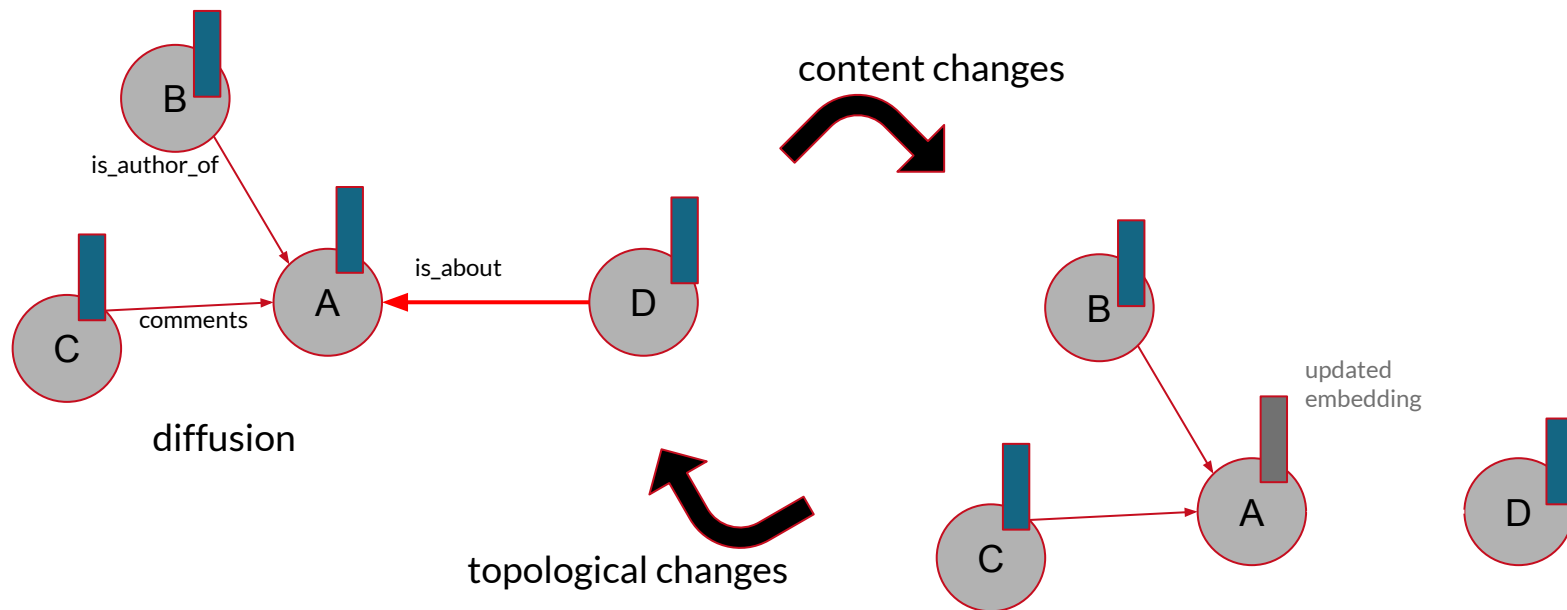 content changes
B
is_author_of
A
is_about
D
comments
C
diffusion
topological changes
B
updated
embedding
A
D
C